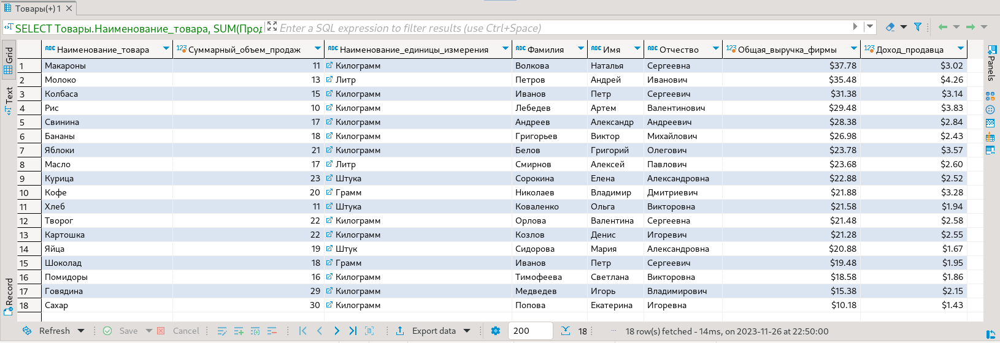 Товары(+) 1
SELECT Товары.Наименование_товара, SUM(Прод
Enter a SQL expression to filter results (use Ctrl+Space)
Grid
Text
Record
Panels
ABC Наименование_товара 123 Суммарный_объем_продаж ABC Наименование_единицы_измерения ABC Фамилия ABC Имя ABC Отчество 123 Общая_выручка_фирмы 123 Доход_продавца
1 Макароны 11 Килограмм Волкова Наталья Сергеевна $37.78 $3.02
2 Молоко 13 Литр Петров Андрей Иванович $35.48 $4.26
3 Колбаса 15 Килограмм Иванов Петр Сергеевич $31.38 $3.14
4 Рис 10 Килограмм Лебедев Артем Валентинович $29.48 $3.83
5 Свинина 17 Килограмм Андреев Александр Андреевич $28.38 $2.84
6 Бананы 18 Килограмм Григорьев Виктор Михайлович $26.98 $2.43
7 Яблоки 21 Килограмм Белов Григорий Олегович $23.78 $3.57
8 Масло 17 Литр Смирнов Алексей Павлович $23.68 $2.60
9 Курица 23 Штука Сорокина Елена Александровна $22.88 $2.52
10 Кофе 20 Грамм Николаев Владимир Дмитриевич $21.88 $3.28
11 Хлеб 11 Штука Коваленко Ольга Викторовна $21.58 $1.94
12 Творог 22 Килограмм Орлова Валентина Сергеевна $21.48 $2.58
13 Картошка 22 Килограмм Козлов Денис Игоревич $21.28 $2.55
14 Яйца 19 Штук Сидорова Мария Александровна $20.88 $1.67
15 Шоколад 18 Грамм Иванов Петр Сергеевич $19.48 $1.95
16 Помидоры 16 Килограмм Тимофеева Светлана Викторовна $18.58 $1.86
17 Говядина 29 Килограмм Медведев Игорь Владимирович $15.38 $2.15
18 Сахар 30 Килограмм Попова Екатерина Игоревна $10.18 $1.43
Refresh Save Cancel Export data 200 18 18 row(s) fetched - 14ms, on 2023-11-26 at 22:50:00